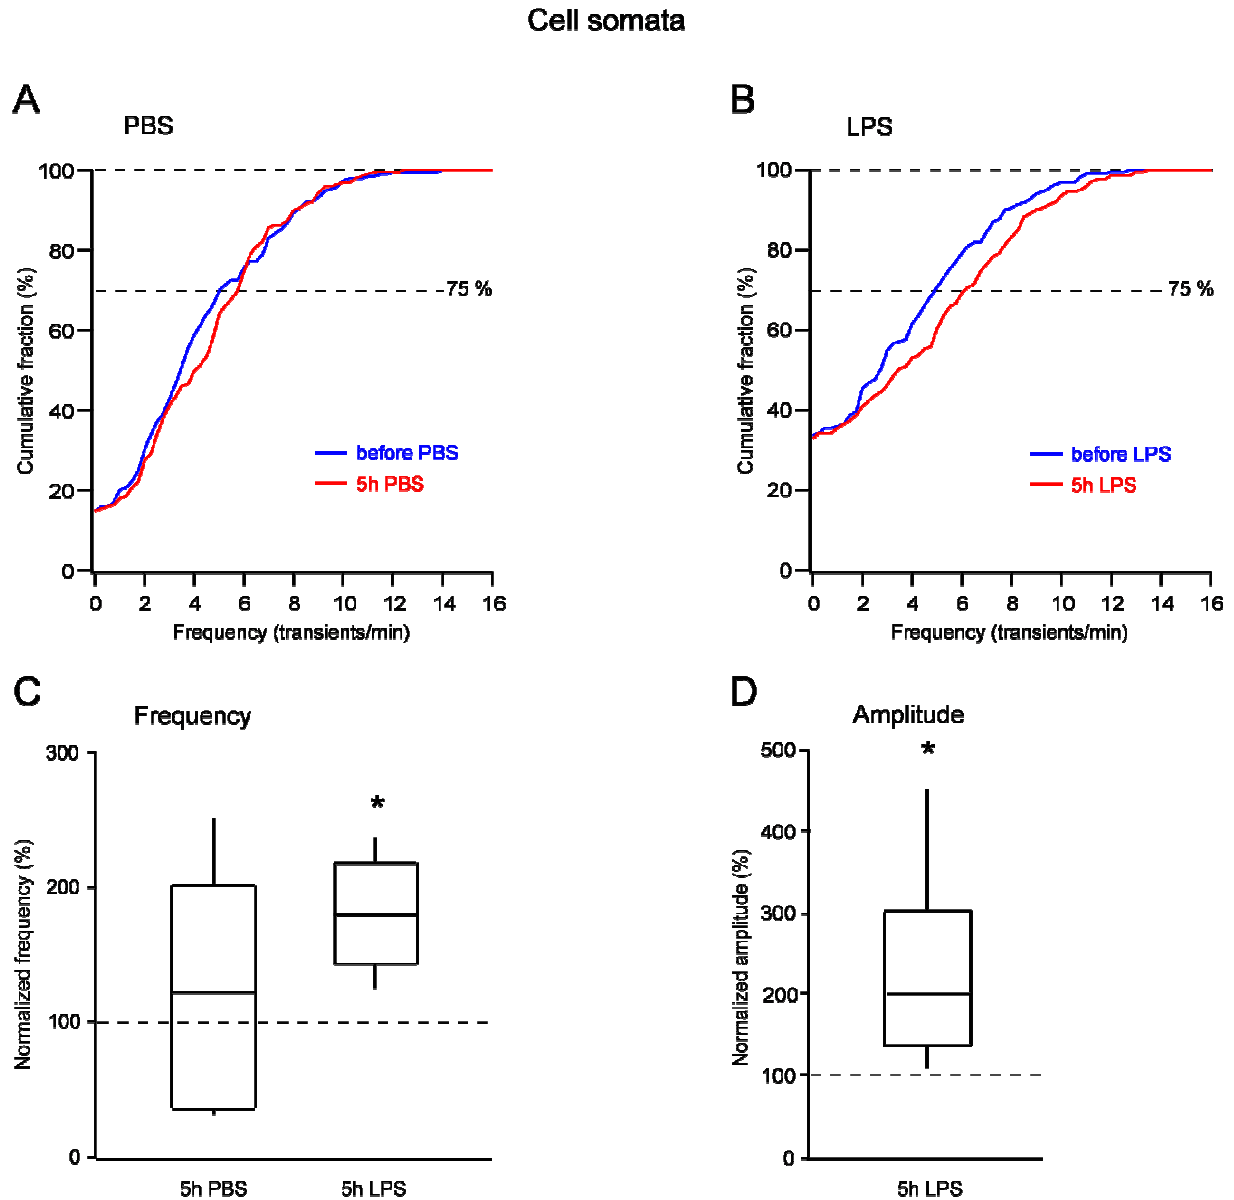 Cell somata
A
PBS
100
80
60
40
20
0
Cumulative fraction (%)
75 %
before PBS
5h PBS
0 2 4 6 8 10 12 14 16
Frequency (transients/min)
B
LPS
100
80
60
40
20
0
Cumulative fraction (%)
75 %
before LPS
5h LPS
0 2 4 6 8 10 12 14 16
Frequency (transients/min)
C
Frequency
300
200
100
0
Normalized frequency (%)
*
5h PBS 5h LPS
D
Amplitude
500
400
300
200
100
0
Normalized amplitude (%)
*
5h LPS